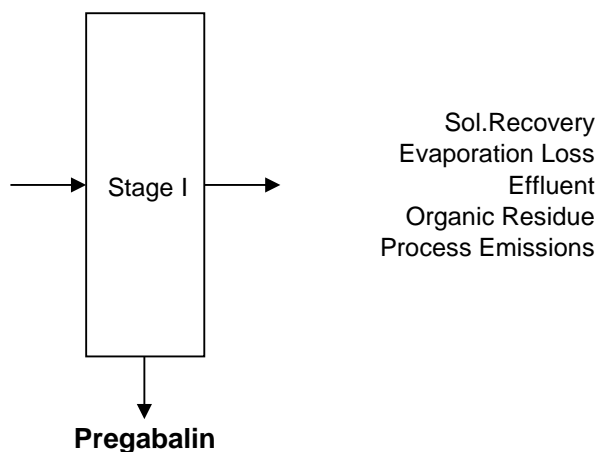 Stage I
Sol.Recovery
Evaporation Loss
Effluent
Organic Residue
Process Emissions
Pregabalin